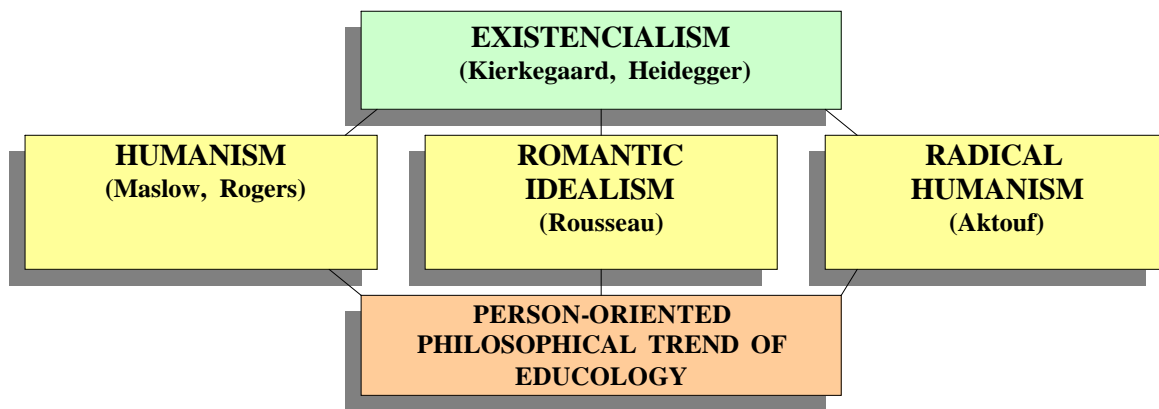 EXISTENCIALISM
(Kierkegaard, Heidegger)
HUMANISM
(Maslow, Rogers)
ROMANTIC
IDEALISM
(Rousseau)
RADICAL
HUMANISM
(Aktouf)
PERSON-ORIENTED
PHILOSOPHICAL TREND OF
EDUCOLOGY